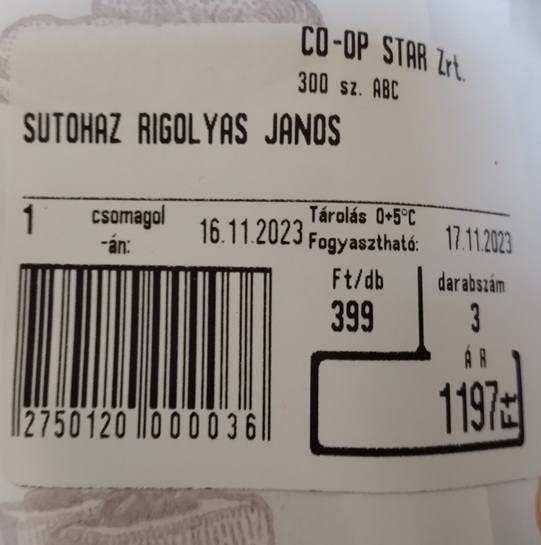 CO-OP STAR Zrt.
300 sz. ABC
SUTOHAZ RIGOLYAS JANOS
1 csomagol
-án: 16.11.2023
Tárolás 0+5°C
Fogyasztható: 17.11.2023
Ft/db darabszám
399 3
ÁR
1197Ft
2750120 000036